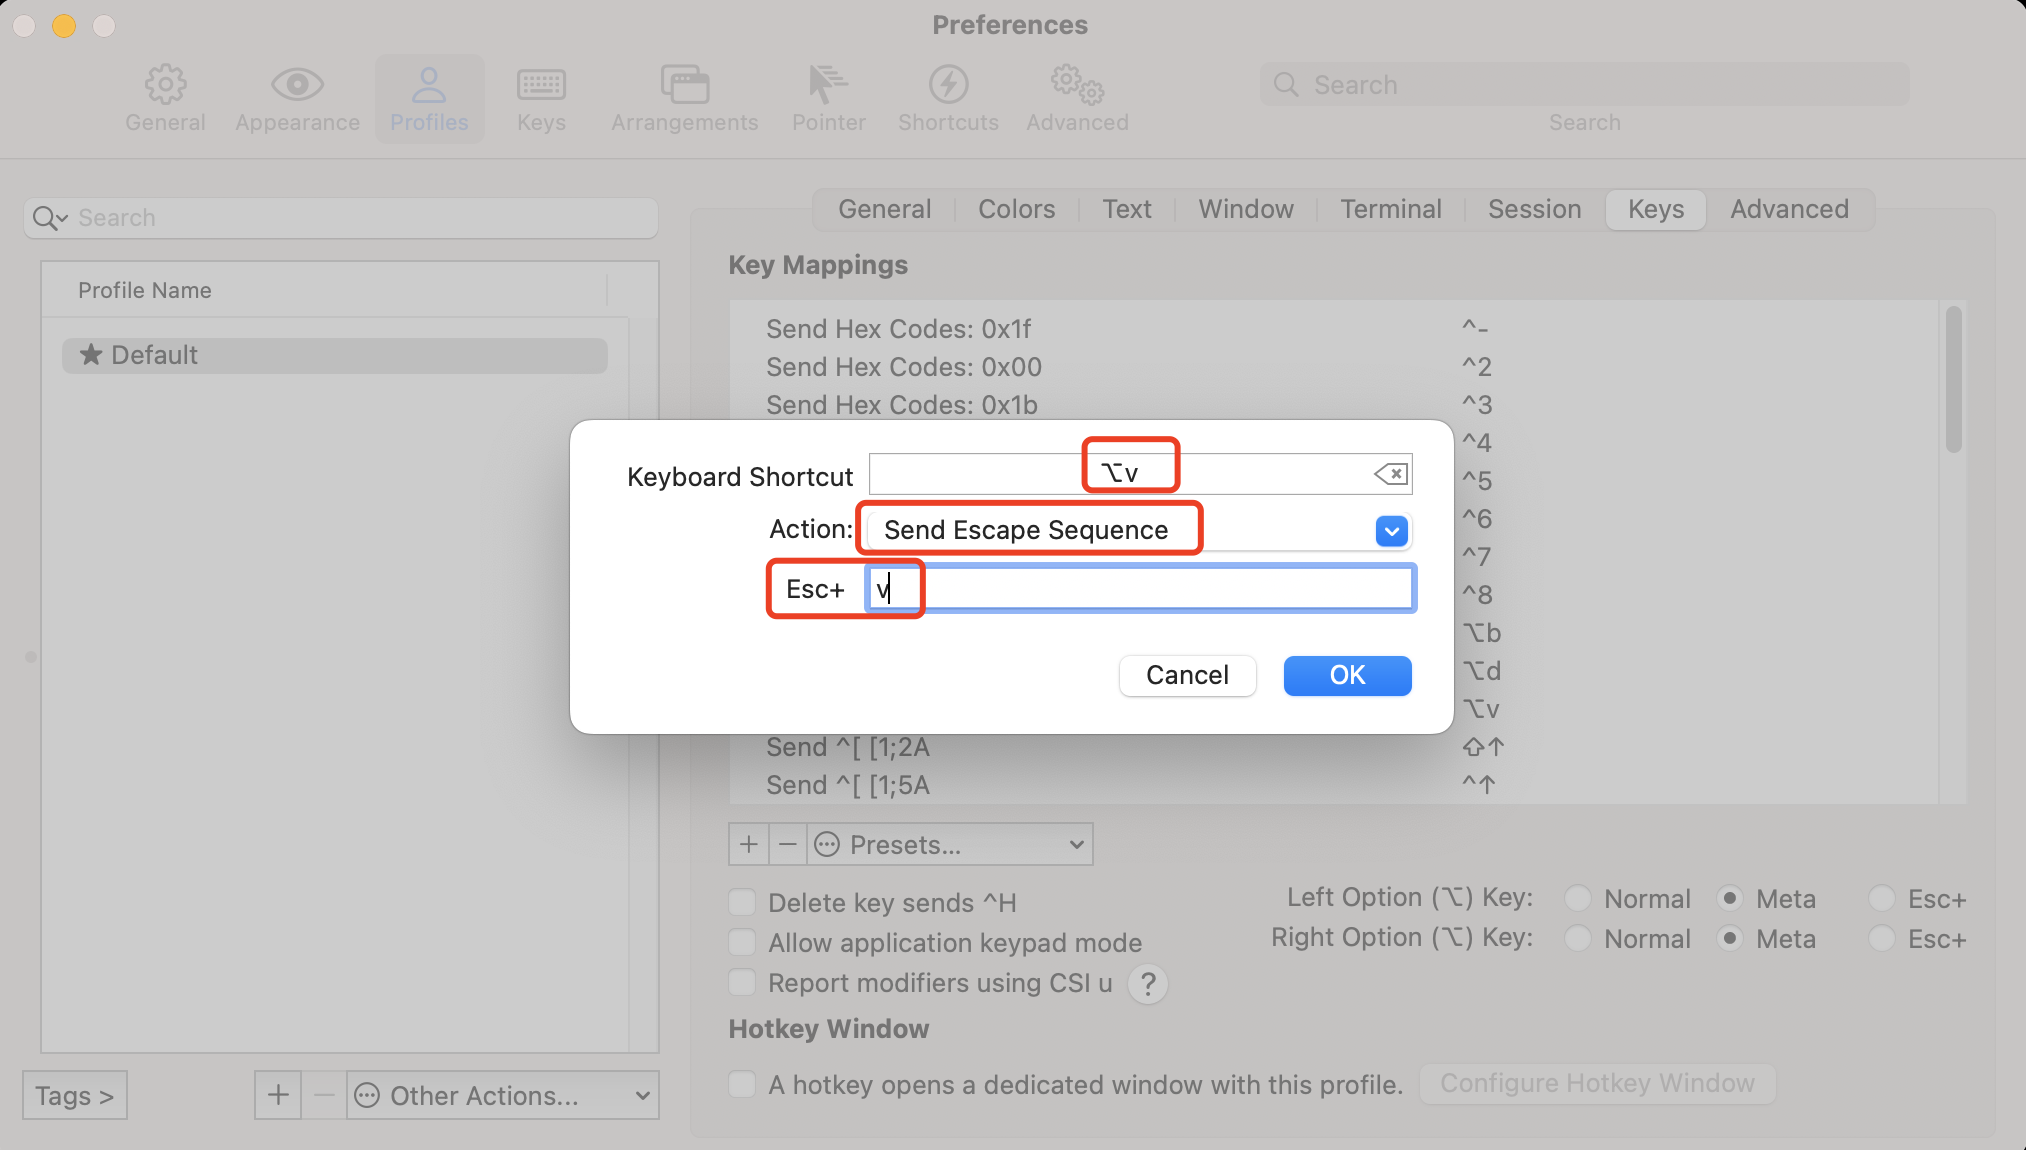 Preferences
General
Appearance
Profiles
Keys
Arrangements
Pointer
Shortcuts
Advanced
Search
Search
Search
Profile Name
★ Default
Tags >
+ − Other Actions...
General
Colors
Text
Window
Terminal
Session
Keys
Advanced
Key Mappings
Send Hex Codes: 0x1f ^-
Send Hex Codes: 0x00 ^2
Send Hex Codes: 0x1b ^3
^4
^5
^6
^7
^8
⌥b
⌥d
⌥v
Send ^[ [1;2A ⇧↑
Send ^[ [1;5A ^↑
Keyboard Shortcut ⌥v
Action: Send Escape Sequence
Esc+ v
Cancel
OK
+ − Presets...
Delete key sends ^H
Allow application keypad mode
Report modifiers using CSI u ?
Left Option (⌥) Key: Normal Meta Esc+
Right Option (⌥) Key: Normal Meta Esc+
Hotkey Window
A hotkey opens a dedicated window with this profile. Configure Hotkey Window